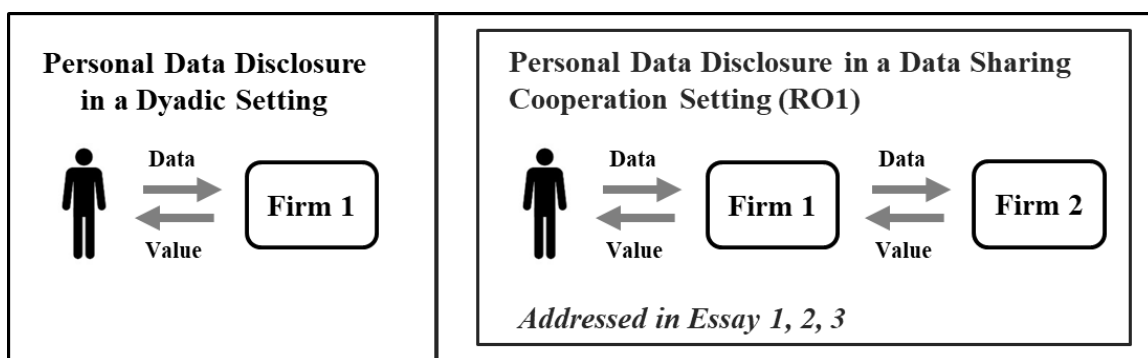 Personal Data Disclosure
in a Dyadic Setting
Data
Firm 1
Value
Personal Data Disclosure in a Data Sharing
Cooperation Setting (RO1)
Data
Data
Firm 1
Firm 2
Value
Value
Addressed in Essay 1, 2, 3